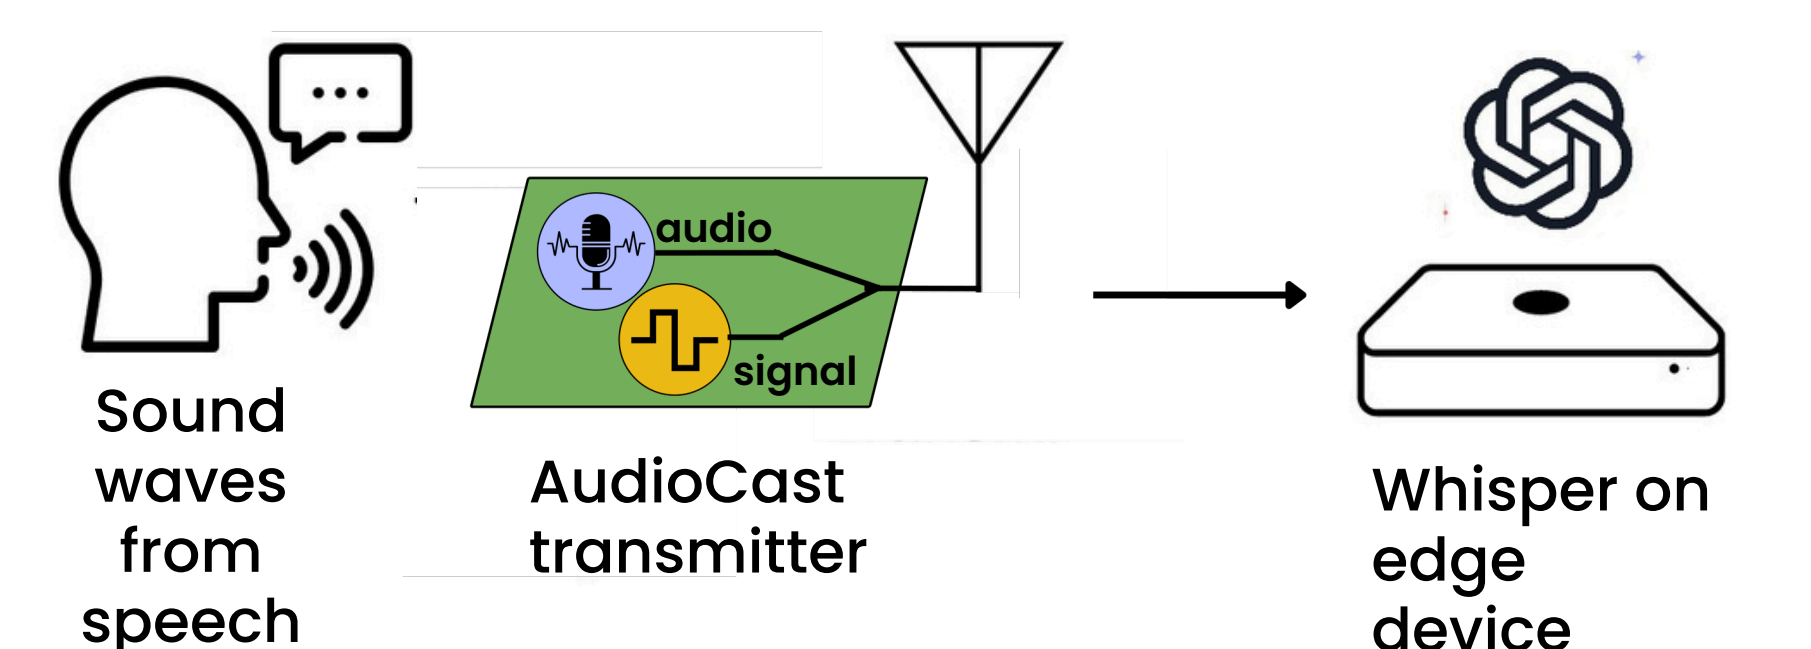 audio
signal
Sound
waves
from
speech
AudioCast
transmitter
Whisper on
edge
device